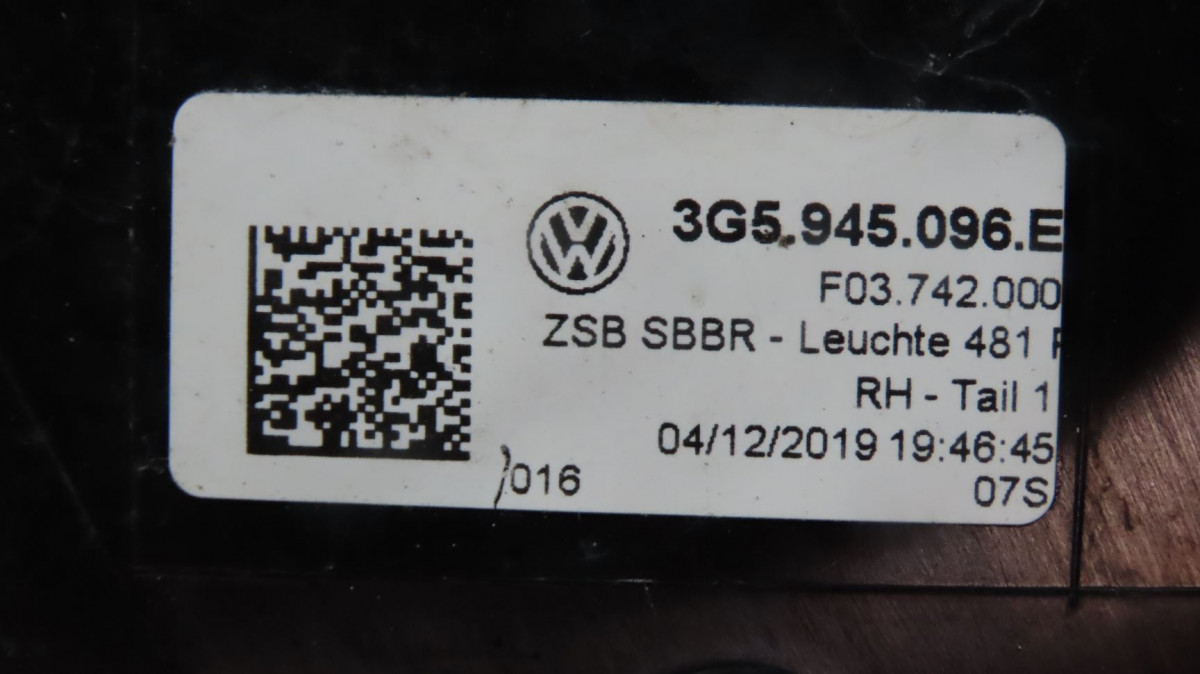 3G5.945.096.E
F03.742.000
ZSB SBBR - Leuchte 481
RH - Tail 1
04/12/2019 19:46:45
/016
07S